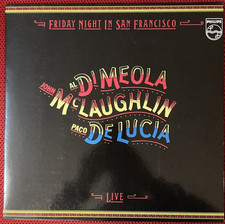 FRIDAY NIGHT IN SAN FRANCISCO
PHILIPS
AL DI MEOLA
JOHN McLAUGHLIN
PACO DE LUCIA
LIVE